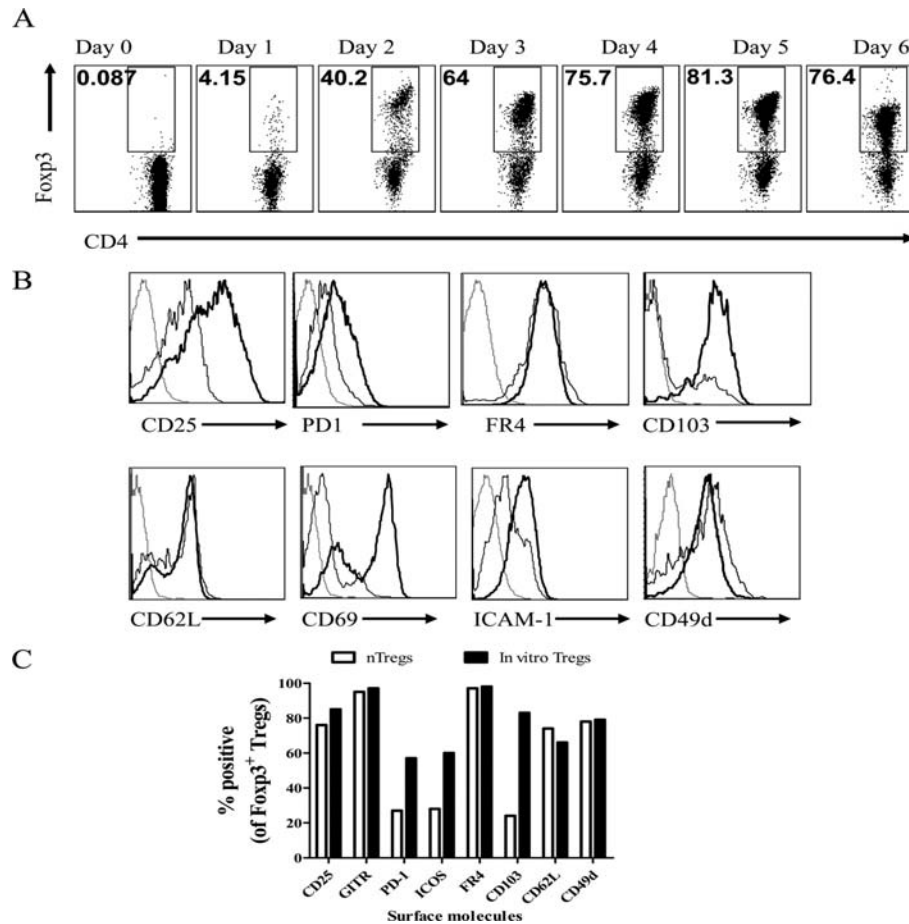 A
Day 0 Day 1 Day 2 Day 3 Day 4 Day 5 Day 6
0.087 4.15 40.2 64 75.7 81.3 76.4
Foxp3
CD4
B
CD25 PD1 FR4 CD103
CD62L CD69 ICAM-1 CD49d
C
nTregs In vitro Tregs
% positive
(of Foxp3+ Tregs)
100
80
60
40
20
0
CD25 GITR PD-1 ICOS FR4 CD103 CD62L CD49d
Surface molecules